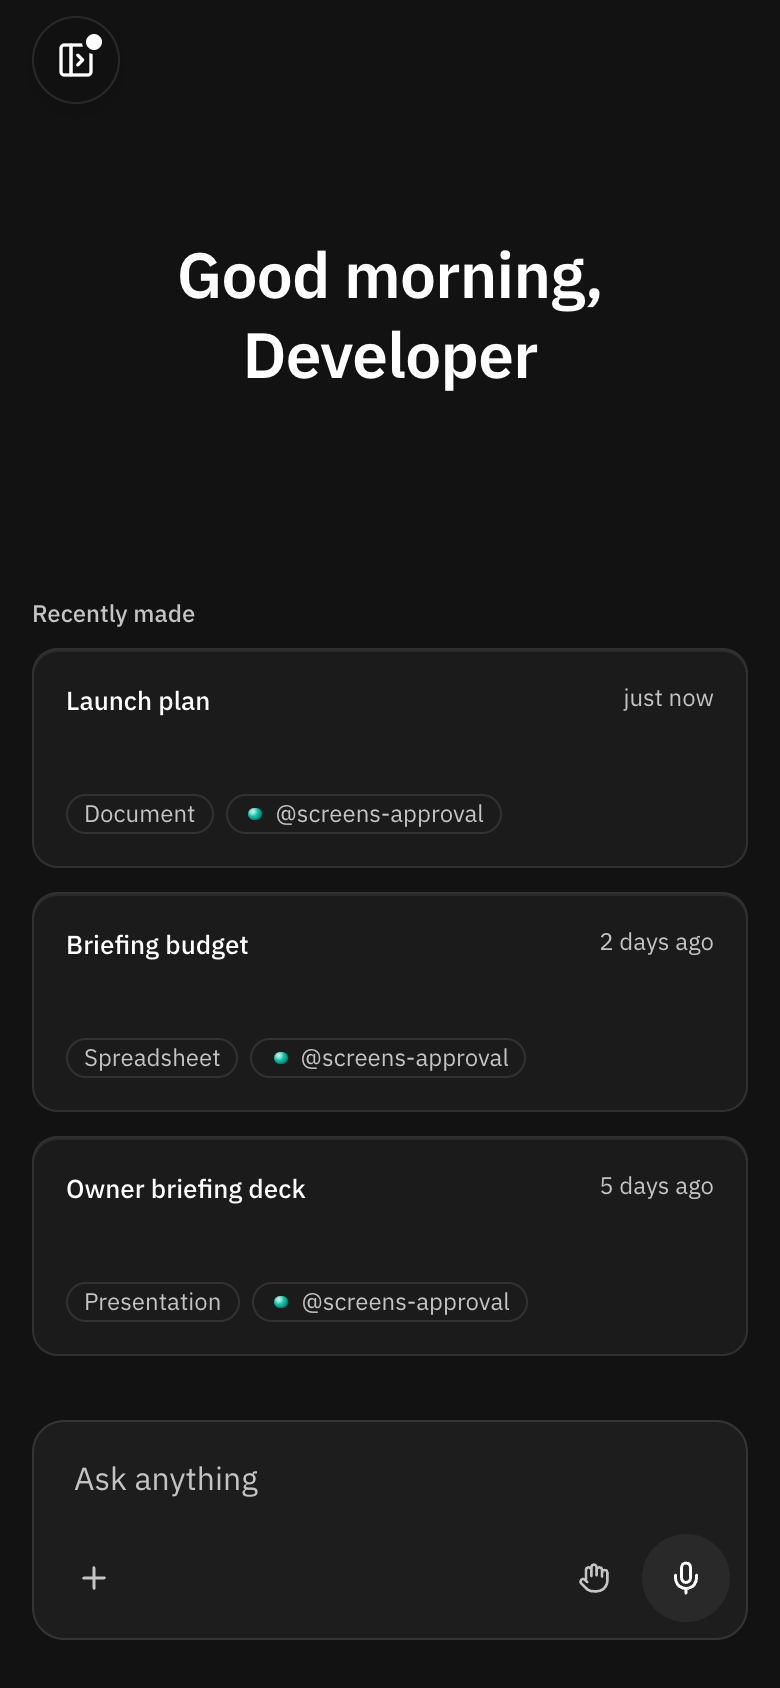 Good morning,
Developer
Recently made
Launch plan
just now
Document
@screens-approval
Briefing budget
2 days ago
Spreadsheet
@screens-approval
Owner briefing deck
5 days ago
Presentation
@screens-approval
Ask anything